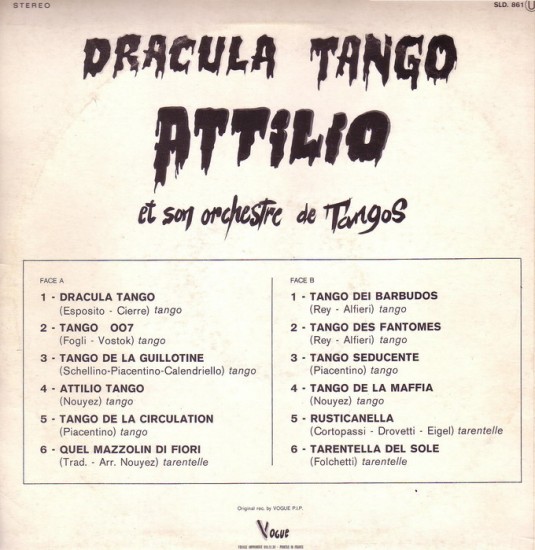 STEREO
SLD. 861 U
DRACULA TANGO
ATTILIO
et son orchestre de Tangos
FACE A
1 - DRACULA TANGO
(Esposito - Cierre) tango
2 - TANGO 007
(Fogli - Vostok) tango
3 - TANGO DE LA GUILLOTINE
(Schellino-Piacentino-Calendriello) tango
4 - ATTILIO TANGO
(Nouyez) tango
5 - TANGO DE LA CIRCULATION
(Piacentino) tango
6 - QUEL MAZZOLIN DI FIORI
(Trad. - Arr. Nouyez) tarentelle
FACE B
1 - TANGO DEI BARBUDOS
(Rey - Alfieri) tango
2 - TANGO DES FANTOMES
(Rey - Alfieri) tango
3 - TANGO SEDUCENTE
(Piacentino) tango
4 - TANGO DE LA MAFFIA
(Nouyez) tango
5 - RUSTICANELLA
(Cortopassi - Drovetti - Eigel) tarentelle
6 - TARENTELLA DEL SOLE
(Folchetti) tarentelle
Original rec. by VOGUE P.I.P.
Vogue